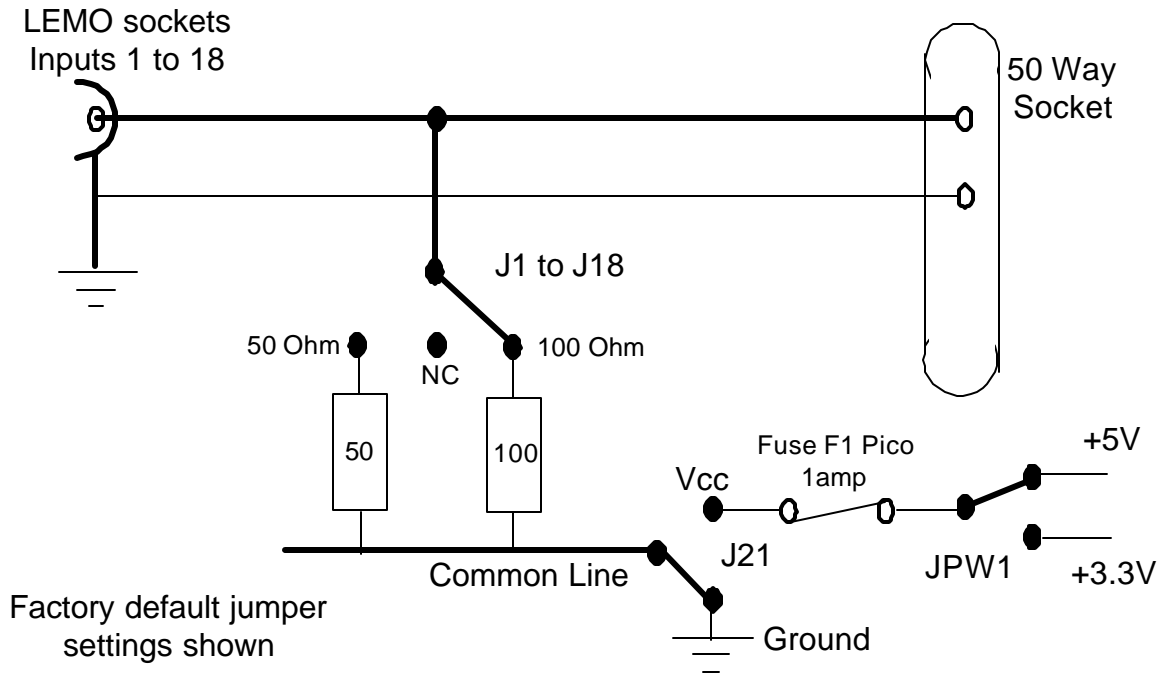 LEMO sockets
Inputs 1 to 18
50 Way
Socket
J1 to J18
50 Ohm
NC
100 Ohm
50
100
Fuse F1 Pico
1amp
+5V
Vcc
J21
JPW1
+3.3V
Common Line
Factory default jumper
settings shown
Ground